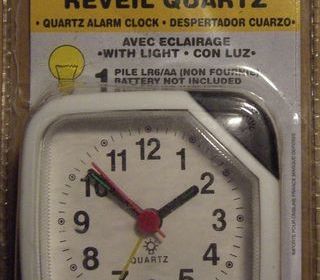 REVEIL QUARTZ
• QUARTZ ALARM CLOCK • DESPERTADOR CUARZO•
AVEC ECLAIRAGE
•WITH LIGHT • CON LUZ•
1 PILE LR6/AA (NON FOURNIE)
BATTERY NOT INCLUDED
12
11
1
10
2
9
3
8
4
QUARTZ